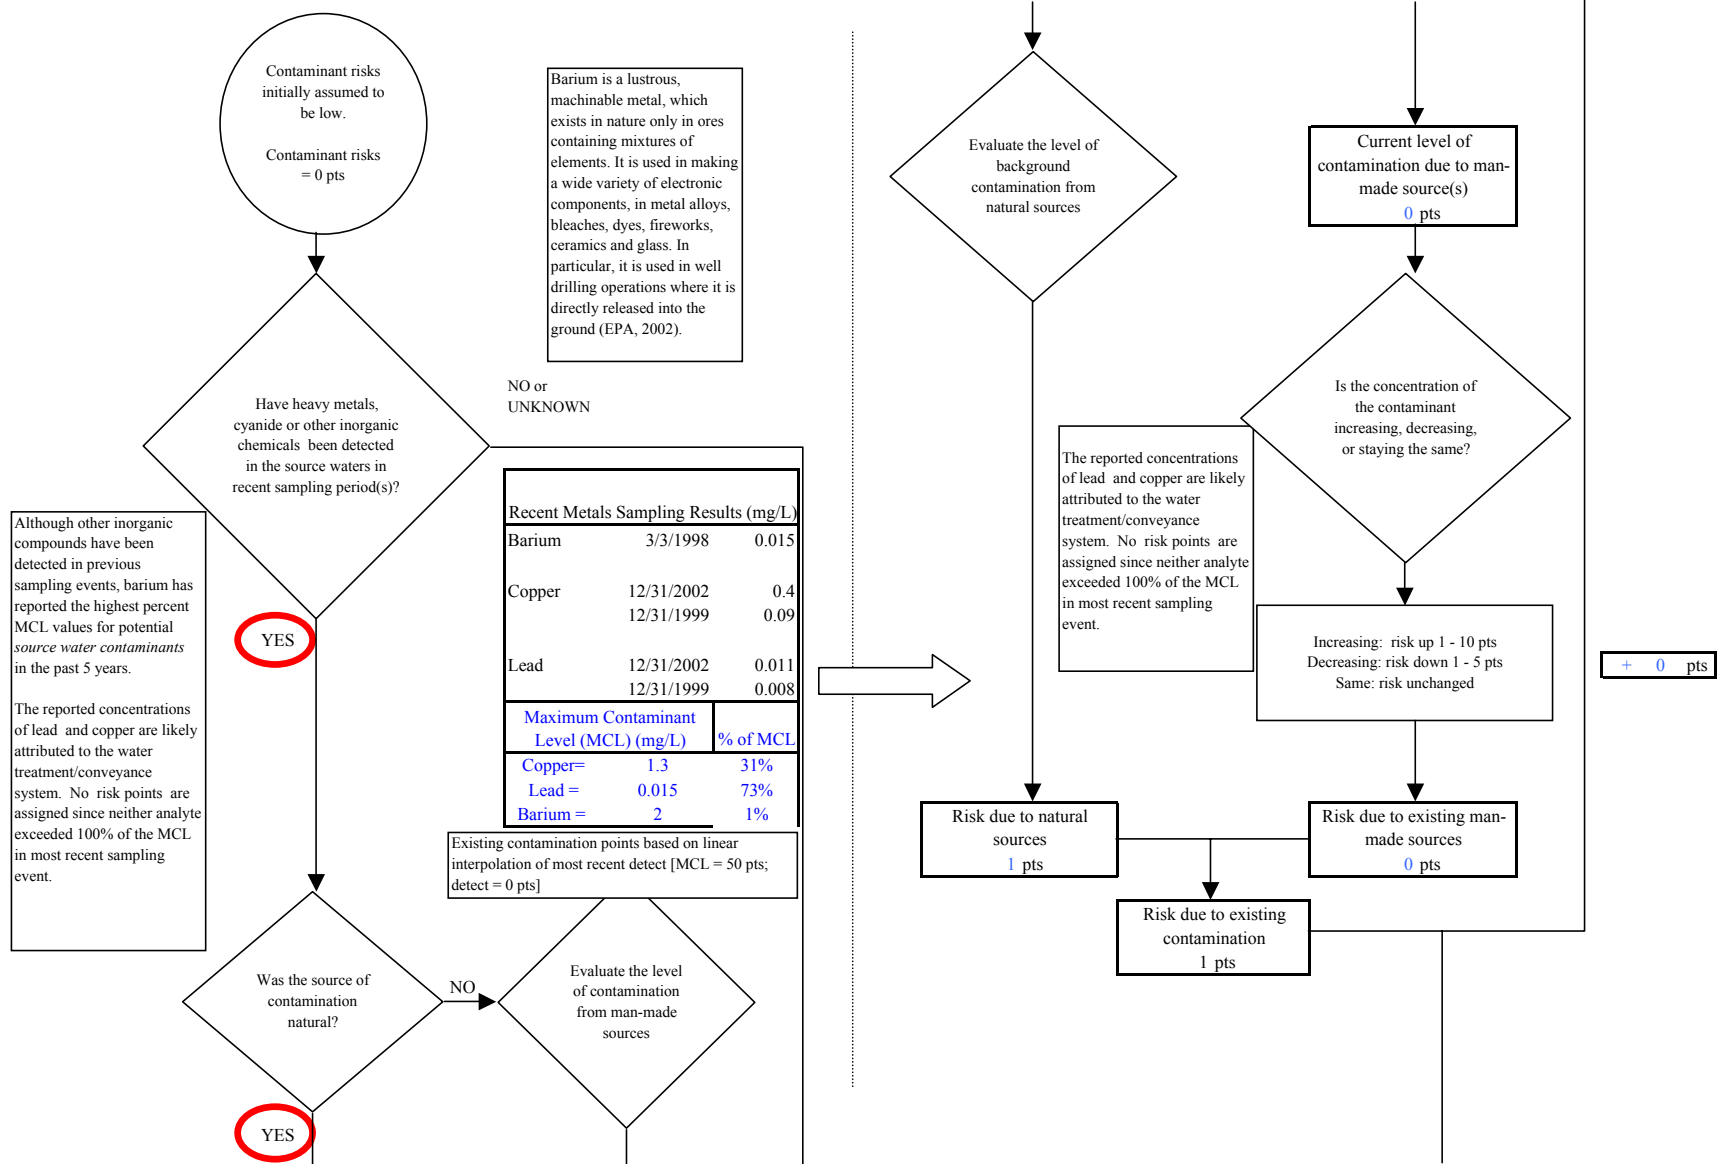 Contaminant risks
initially assumed to
be low.
Contaminant risks
= 0 pts
Barium is a lustrous,
machinable metal, which
exists in nature only in ores
containing mixtures of
elements. It is used in making
a wide variety of electronic
components, in metal alloys,
bleaches, dyes, fireworks,
ceramics and glass. In
particular, it is used in well
drilling operations where it is
directly released into the
ground (EPA, 2002).
NO or
UNKNOWN
Have heavy metals,
cyanide or other inorganic
chemicals been detected
in the source waters in
recent sampling period(s)?
Although other inorganic
compounds have been
detected in previous
sampling events, barium has
reported the highest percent
MCL values for potential
source water contaminants
in the past 5 years.
The reported concentrations
of lead and copper are likely
attributed to the water
treatment/conveyance
system. No risk points are
assigned since neither analyte
exceeded 100% of the MCL
in most recent sampling
event.
YES
Recent Metals Sampling Results (mg/L)
Barium 3/3/1998 0.015
Copper 12/31/2002 0.4
12/31/1999 0.09
Lead 12/31/2002 0.011
12/31/1999 0.008
Maximum Contaminant
Level (MCL) (mg/L) % of MCL
Copper= 1.3 31%
Lead = 0.015 73%
Barium = 2 1%
Existing contamination points based on linear
interpolation of most recent detect [MCL = 50 pts;
detect = 0 pts]
Was the source of
contamination
natural?
NO
Evaluate the level
of contamination
from man-made
sources
YES
Evaluate the level of
background
contamination from
natural sources
Current level of
contamination due to man-
made source(s)
0 pts
Is the concentration of
the contaminant
increasing, decreasing,
or staying the same?
The reported concentrations
of lead and copper are likely
attributed to the water
treatment/conveyance
system. No risk points are
assigned since neither analyte
exceeded 100% of the MCL
in most recent sampling
event.
Increasing: risk up 1 - 10 pts
Decreasing: risk down 1 - 5 pts
Same: risk unchanged
+ 0 pts
Risk due to natural
sources
1 pts
Risk due to existing man-
made sources
0 pts
Risk due to existing
contamination
1 pts